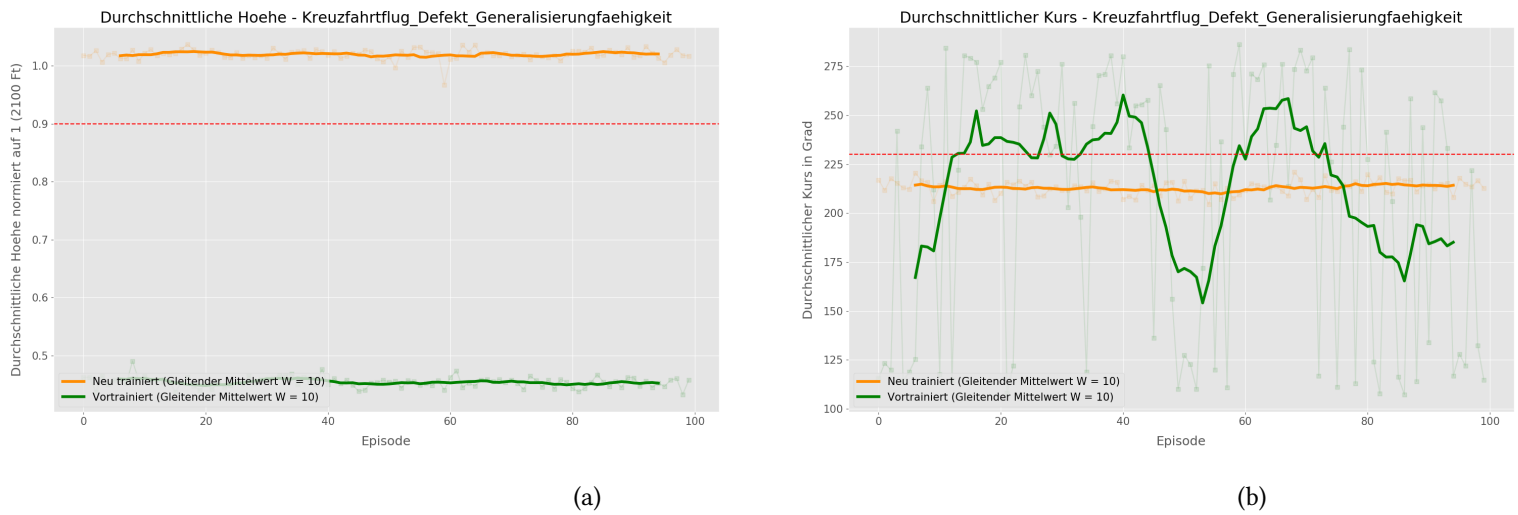 Durchschnittliche Hoehe - Kreuzfahrtflug_Defekt_Generalisierungfaehigkeit
Durchschnittliche Hoehe normiert auf 1 (2100 Ft)
1.0
0.9
0.8
0.7
0.6
0.5
Neu trainiert (Gleitender Mittelwert W = 10)
Vortrainiert (Gleitender Mittelwert W = 10)
0 20 40 60 80 100
Episode
(a)
Durchschnittlicher Kurs - Kreuzfahrtflug_Defekt_Generalisierungfaehigkeit
Durchschnittlicher Kurs in Grad
275
250
225
200
175
150
125
100
Neu trainiert (Gleitender Mittelwert W = 10)
Vortrainiert (Gleitender Mittelwert W = 10)
0 20 40 60 80 100
Episode
(b)